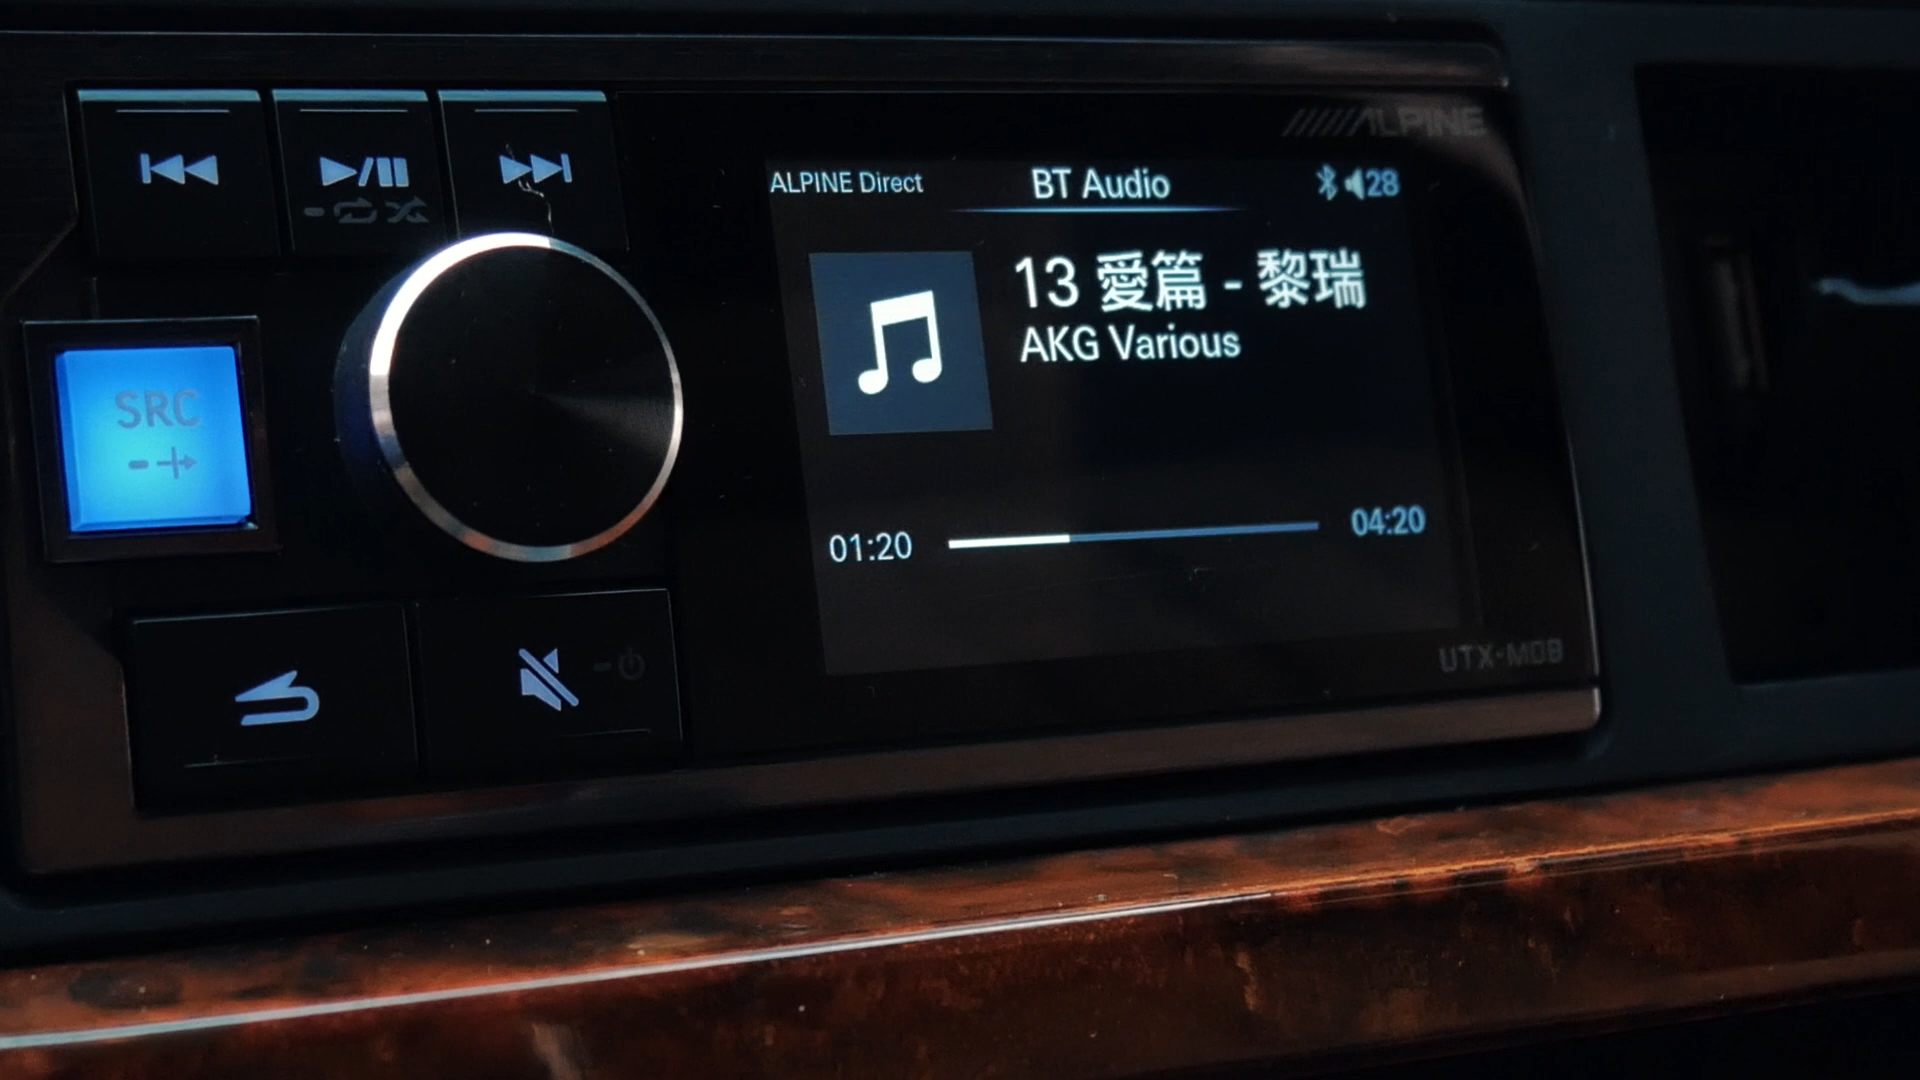 ALPINE
ALPINE Direct
BT Audio
28
13 愛篇 - 黎瑞
AKG Various
SRC
01:20
04:20
UTX-M08